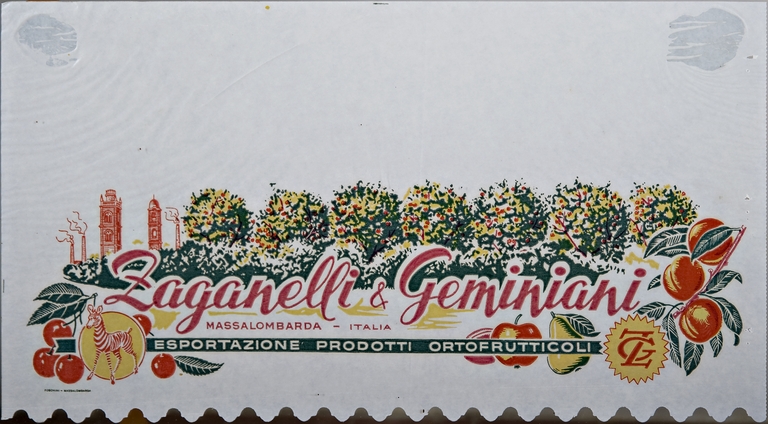 Zaganelli & Geminiani
MASSALOMBARDA - ITALIA
ESPORTAZIONE PRODOTTI ORTOFRUTTICOLI